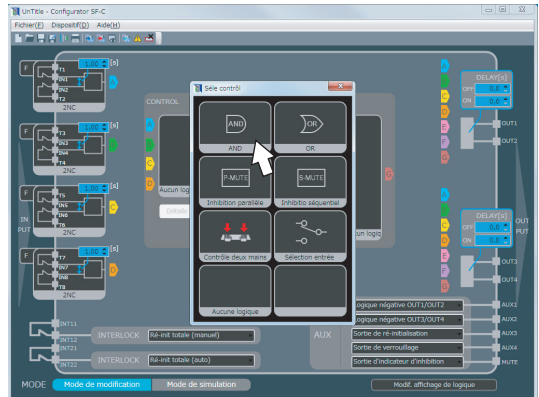 UnTitle - Configurator SF-C
Fichier(F) Dispositif(D) Aide(H)
F
T1
IN1
IN2
T2
1.00 [s]
2NC
A
F
T3
IN3
IN4
T4
1.00 [s]
2NC
B
F
T5
IN5
IN6
T6
1.00 [s]
2NC
C
F
T7
IN7
IN8
T8
1.00 [s]
2NC
D
IN
PUT
CONTROL
A
B
C
D
Aucun log
Détails
Séle contrôl
AND
AND
OR
OR
P-MUTE
Inhibition parallèle
S-MUTE
Inhibitio séquentiel
Contrôle deux mains
Sélection entrée
Aucune logique
un logiq
G
A
B
C
D
E
F
G
DELAY[s]
OFF 0.0
ON 0.0
OUT1
OUT2
A
B
C
D
E
F
G
DELAY[s]
OFF 0.0
ON 0.0
OUT3
OUT4
OUT
PUT
INT11
INT12
INTERLOCK Ré-init totale (manuel)
INT21
INT22
INTERLOCK Ré-init totale (auto)
AUX
Logique négative OUT1/OUT2
AUX1
Logique négative OUT3/OUT4
AUX2
Sortie de ré-initialisation
AUX3
Sortie de verrouillage
AUX4
Sortie d'indicateur d'inhibition
MUTE
MODE Mode de modification Mode de simulation
Modif. affichage de logique